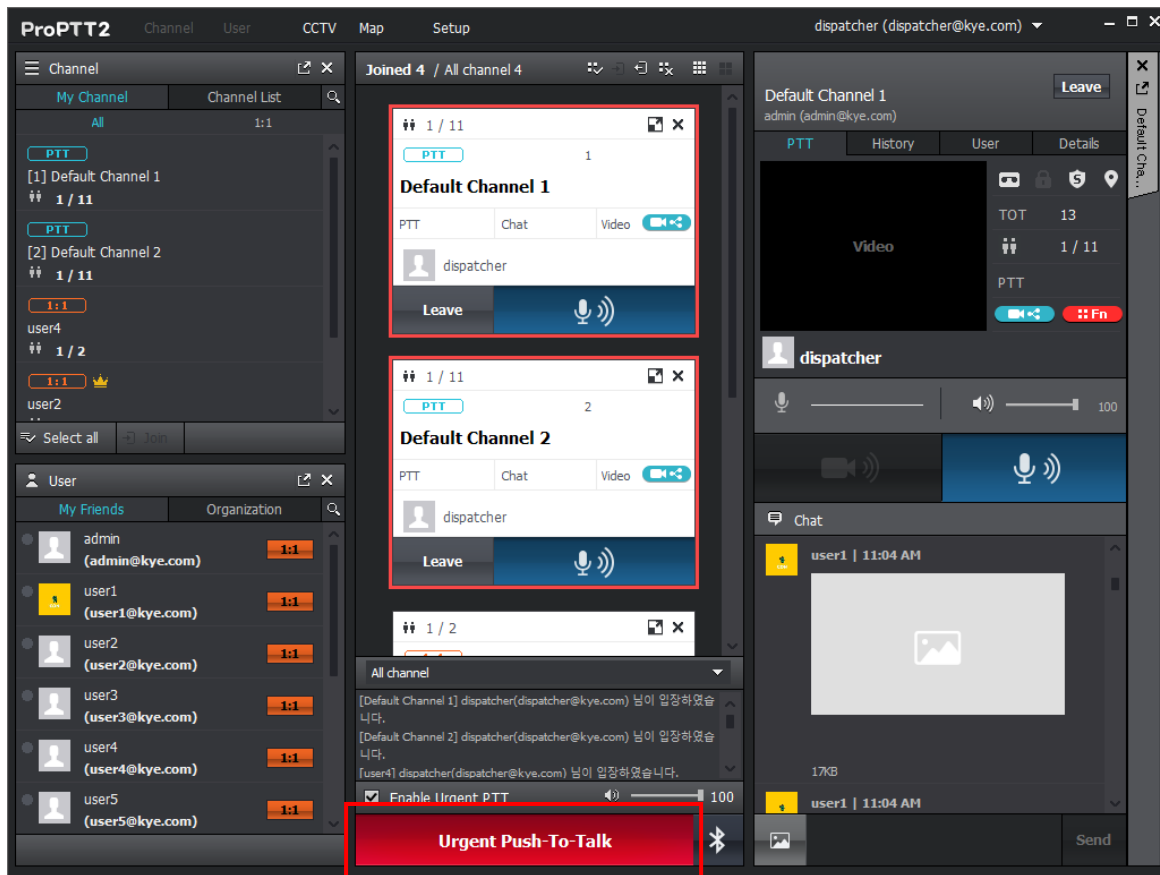 ProPTT2 Channel User CCTV Map Setup dispatcher (dispatcher@kye.com)
Channel
My Channel Channel List
All 1:1
PTT
[1] Default Channel 1
1 / 11
PTT
[2] Default Channel 2
1 / 11
1:1
user4
1 / 2
1:1
user2
Select all Join
User
My Friends Organization
admin
(admin@kye.com) 1:1
user1
(user1@kye.com) 1:1
user2
(user2@kye.com) 1:1
user3
(user3@kye.com) 1:1
user4
(user4@kye.com) 1:1
user5
(user5@kye.com) 1:1
Joined 4 / All channel 4
1 / 11
PTT 1
Default Channel 1
PTT Chat Video
dispatcher
Leave
1 / 11
PTT 2
Default Channel 2
PTT Chat Video
dispatcher
Leave
1 / 2
All channel
[Default Channel 1] dispatcher(dispatcher@kye.com) 님이 입장하였습
니다.
[Default Channel 2] dispatcher(dispatcher@kye.com) 님이 입장하였습
니다.
[user4] dispatcher(dispatcher@kye.com) 님이 입장하였습니다.
Enable Urgent PTT 100
Urgent Push-To-Talk
Default Channel 1 Leave
admin (admin@kye.com)
PTT History User Details
Video
TOT 13
1 / 11
PTT
Fn
dispatcher
100
Chat
user1 | 11:04 AM
17KB
user1 | 11:04 AM
Send
Default Cha...